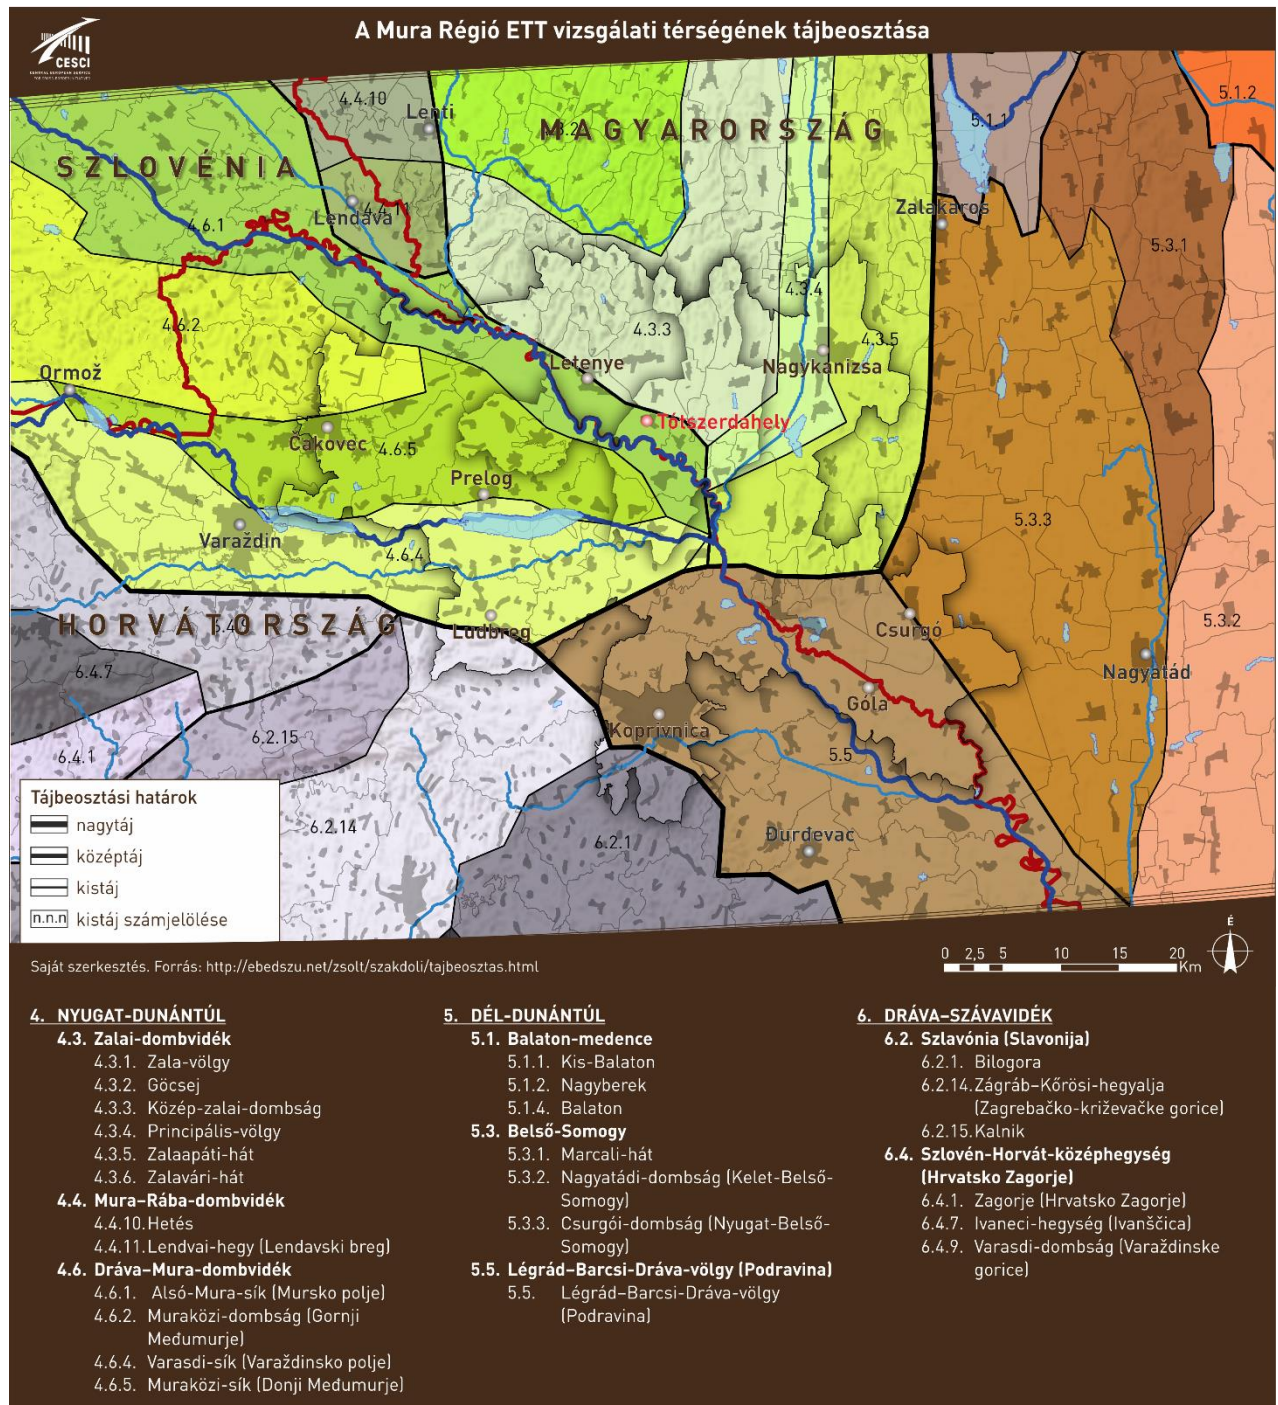 A Mura Régió ETT vizsgálati térségének tájbeosztása
CESCI
CENTRAL EUROPEAN SERVICE
FOR CROSS-BORDER INITIATIVES
4.4.10
Lenti
5.1.2
5.1.1
MAGYARORSZÁG
SZLOVÉNIA
Lendava
4.6.1
Zalakaros
5.3.1
4.3.4
4.6.2
4.3.3
4.3.5
Letenye
Nagykanizsa
Ormož
Čakovec
4.6.5
Tótszerdahely
Prelog
5.3.3
Varaždin
4.6.4
HORVÁTORSZÁG
Ludbreg
Csurgó
5.3.2
6.4.7
Nagyatád
Góla
Koprivnica
6.2.15
6.4.1
5.5
Tájbeosztási határok
nagytáj
középtáj
kistáj
n.n.n kistáj számjelölése
6.2.14
Đurđevac
6.2.1
É
0 2,5 5 10 15 20
Km
Saját szerkesztés. Forrás: http://ebedszu.net/zsolt/szakdoli/tajbeosztas.html
4. NYUGAT-DUNÁNTÚL
4.3. Zalai-dombvidék
4.3.1. Zala-völgy
4.3.2. Göcsej
4.3.3. Közép-zalai-dombság
4.3.4. Principális-völgy
4.3.5. Zalaapáti-hát
4.3.6. Zalavári-hát
4.4. Mura–Rába-dombvidék
4.4.10. Hetés
4.4.11. Lendvai-hegy (Lendavski breg)
4.6. Dráva–Mura-dombvidék
4.6.1. Alsó-Mura-sík (Mursko polje)
4.6.2. Muraközi-dombság (Gornji
Međumurje)
4.6.4. Varasdi-sík (Varaždinsko polje)
4.6.5. Muraközi-sík (Donji Međumurje)
5. DÉL-DUNÁNTÚL
5.1. Balaton-medence
5.1.1. Kis-Balaton
5.1.2. Nagyberek
5.1.4. Balaton
5.3. Belső-Somogy
5.3.1. Marcali-hát
5.3.2. Nagyatádi-dombság (Kelet-Belső-
Somogy)
5.3.3. Csurgói-dombság (Nyugat-Belső-
Somogy)
5.5. Légrád–Barcsi-Dráva-völgy (Podravina)
5.5. Légrád–Barcsi-Dráva-völgy
(Podravina)
6. DRÁVA–SZÁVAVIDÉK
6.2. Szlavónia (Slavonija)
6.2.1. Bilogora
6.2.14. Zágráb–Kőrösi-hegyalja
(Zagrebačko-križevačke gorice)
6.2.15. Kalnik
6.4. Szlovén-Horvát-középhegység
(Hrvatsko Zagorje)
6.4.1. Zagorje (Hrvatsko Zagorje)
6.4.7. Ivaneci-hegység (Ivanščica)
6.4.9. Varasdi-dombság (Varaždinske
gorice)